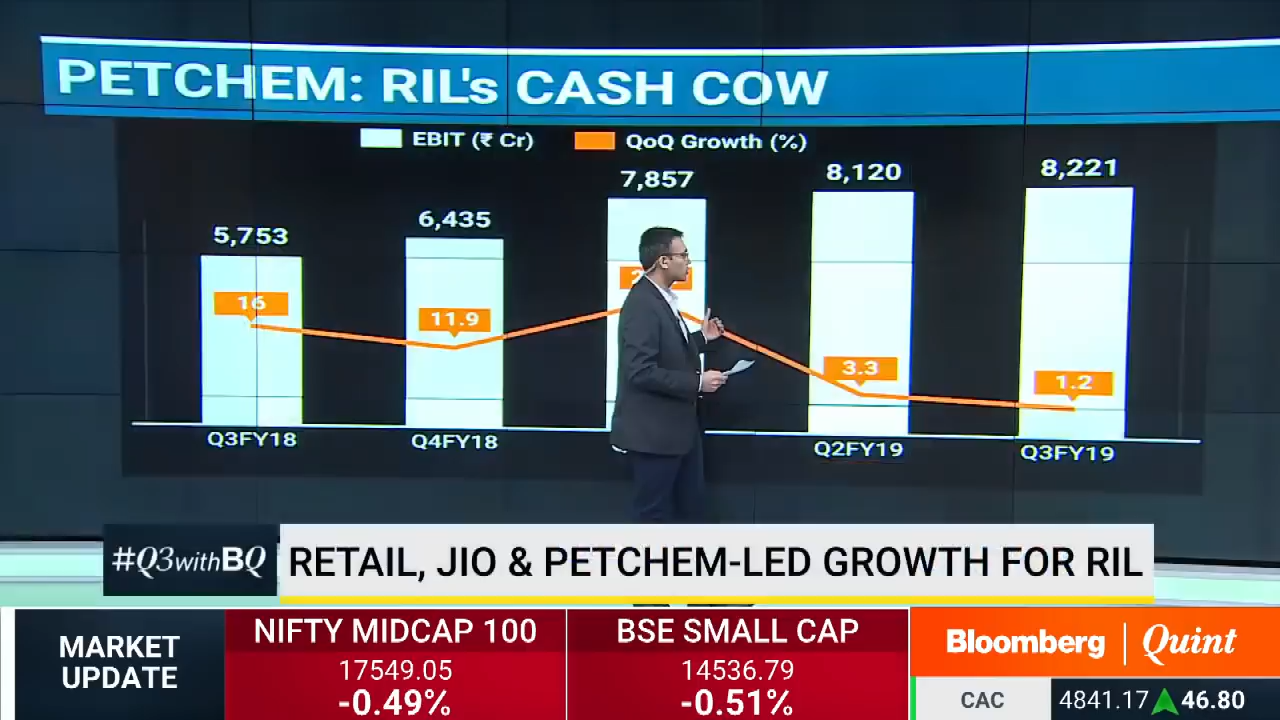 PETCHEM: RIL's CASH COW
EBIT (₹ Cr)
QoQ Growth (%)
5,753
6,435
7,857
8,120
8,221
16
11.9
3.3
1.2
Q3FY18
Q4FY18
Q2FY19
Q3FY19
#Q3withBQ
RETAIL, JIO & PETCHEM-LED GROWTH FOR RIL
MARKET
UPDATE
NIFTY MIDCAP 100
17549.05
-0.49%
BSE SMALL CAP
14536.79
-0.51%
Bloomberg | Quint
CAC
4841.17 ▲ 46.80